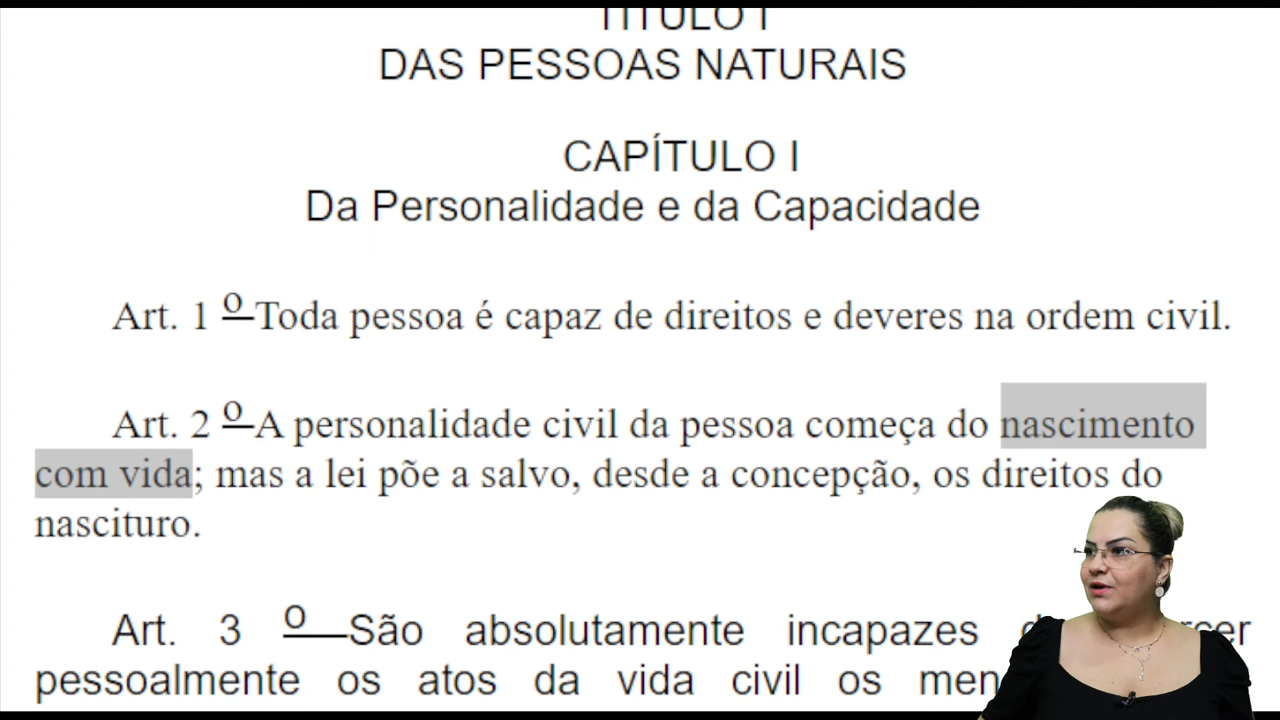 TÍTULO I
DAS PESSOAS NATURAIS
CAPÍTULO I
Da Personalidade e da Capacidade
Art. 1 º Toda pessoa é capaz de direitos e deveres na ordem civil.
Art. 2 º A personalidade civil da pessoa começa do nascimento
com vida; mas a lei põe a salvo, desde a concepção, os direitos do
nascituro.
Art. 3 º São absolutamente incapazes
pessoalmente os atos da vida civil os